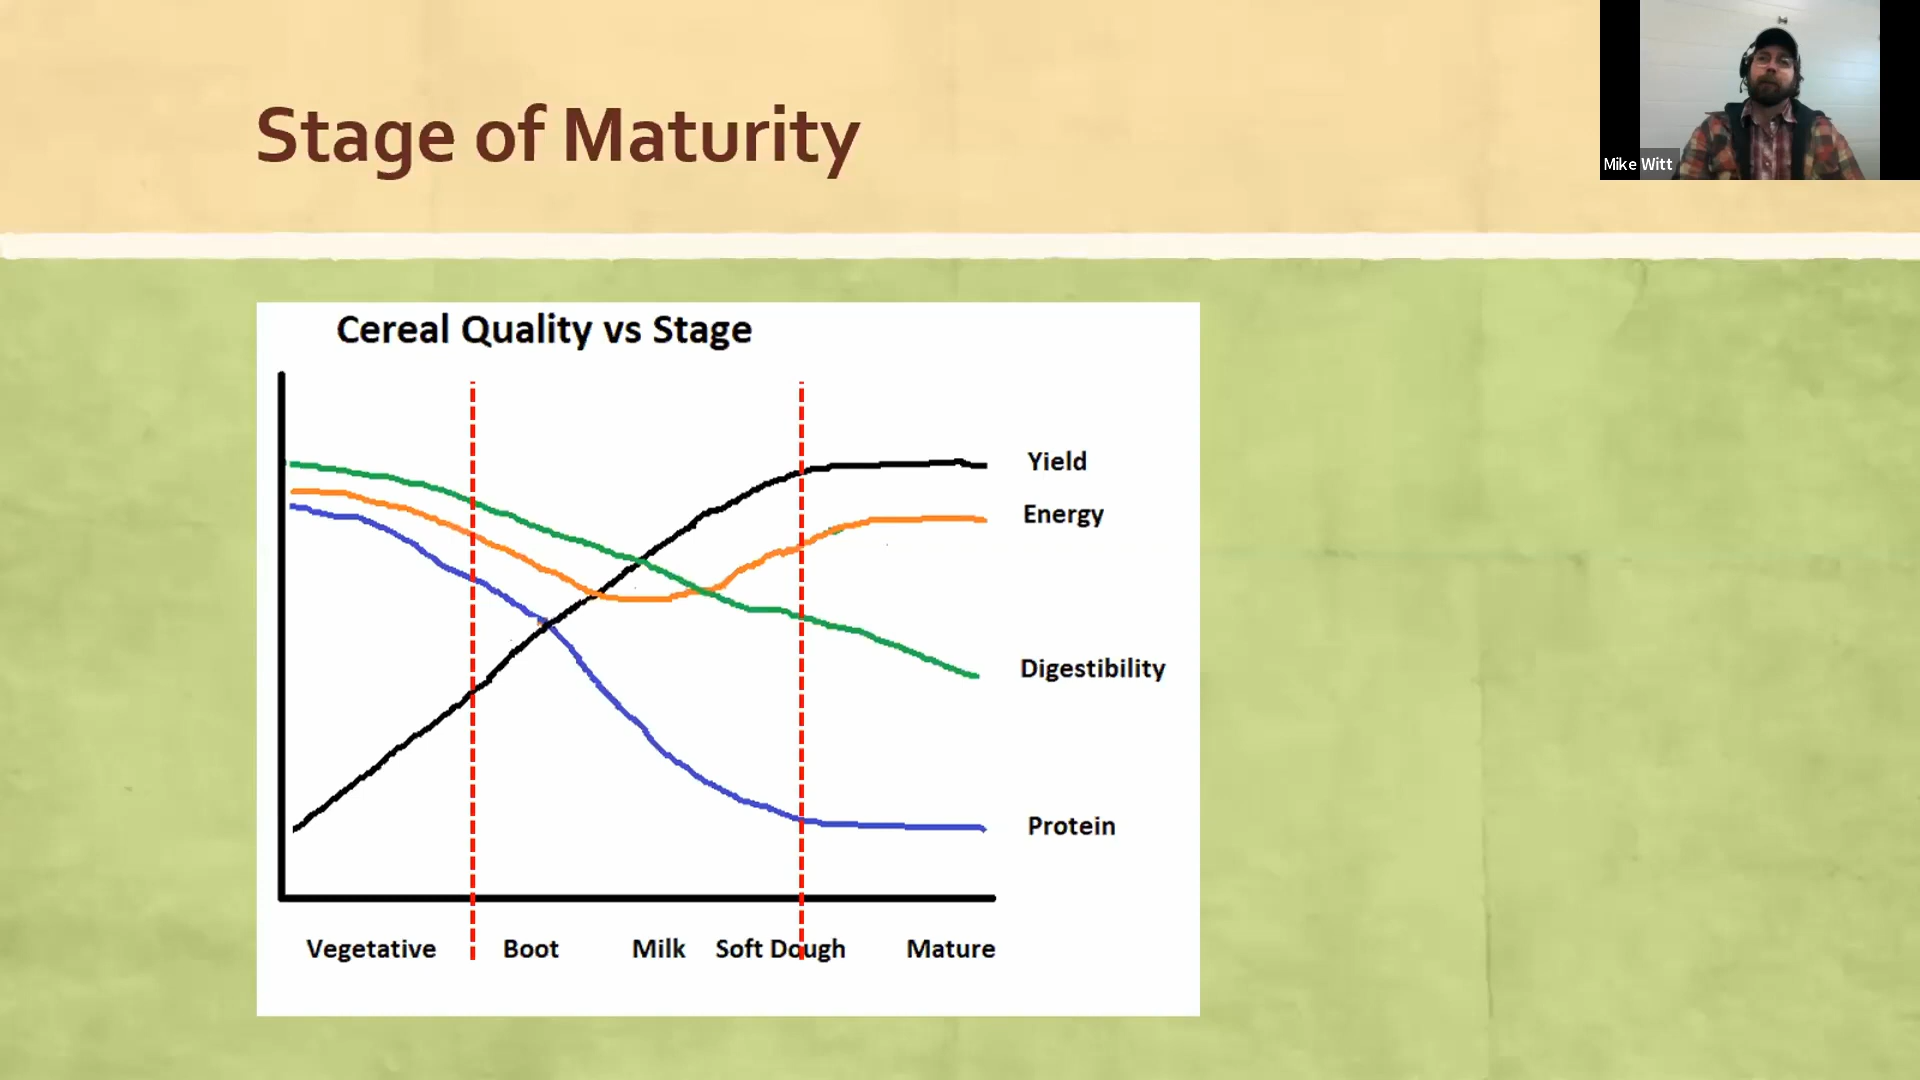 Stage of Maturity
Mike Witt
Cereal Quality vs Stage
Yield
Energy
Digestibility
Protein
Vegetative Boot Milk Soft Dough Mature